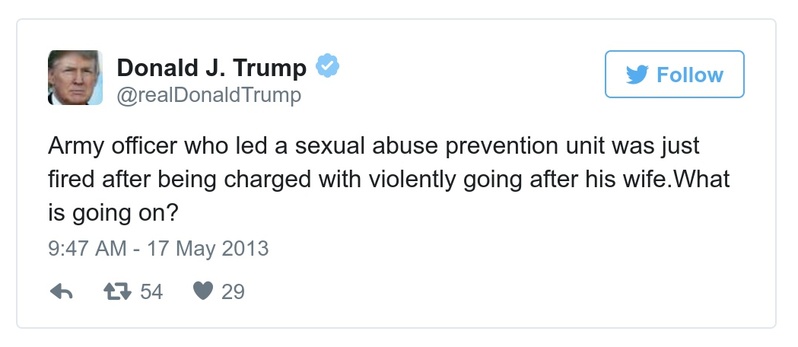 Donald J. Trump
@realDonaldTrump
Follow
Army officer who led a sexual abuse prevention unit was just
fired after being charged with violently going after his wife.What
is going on?
9:47 AM - 17 May 2013
54 29